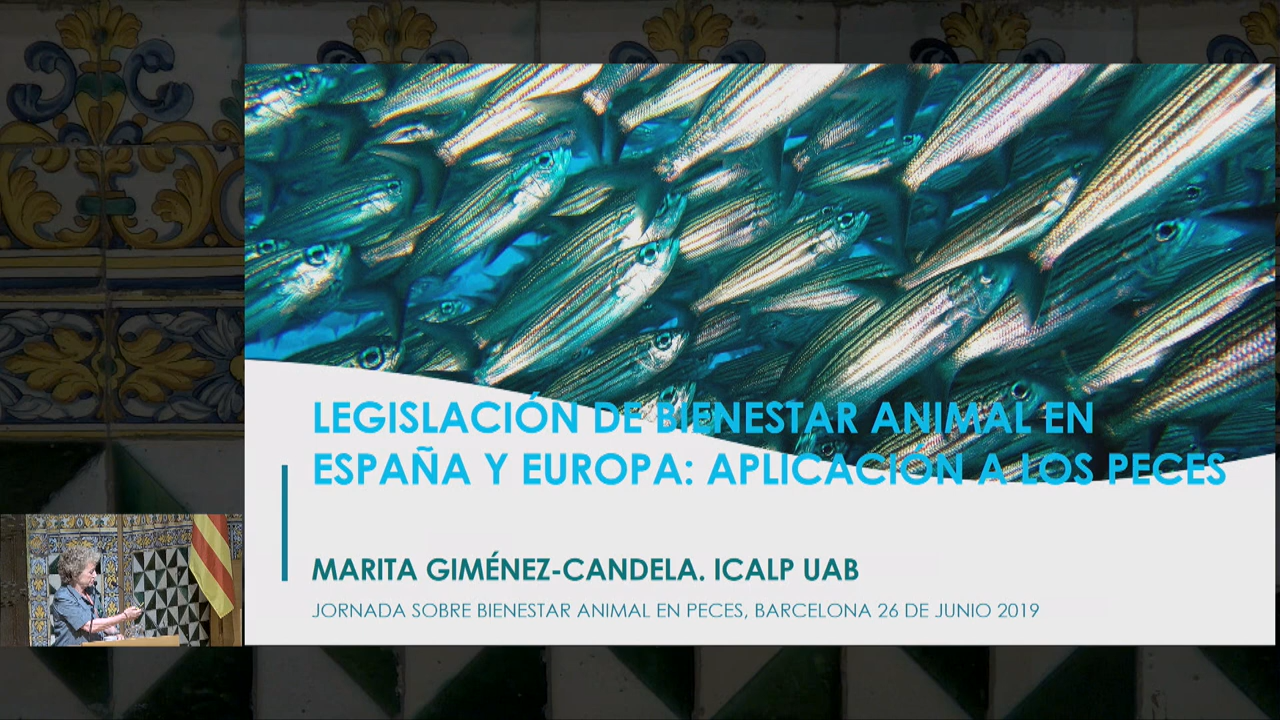 LEGISLACIÓN DE BIENESTAR ANIMAL EN
ESPAÑA Y EUROPA: APLICACIÓN A LOS PECES
MARITA GIMÉNEZ-CANDELA. ICALP UAB
JORNADA SOBRE BIENESTAR ANIMAL EN PECES, BARCELONA 26 DE JUNIO 2019